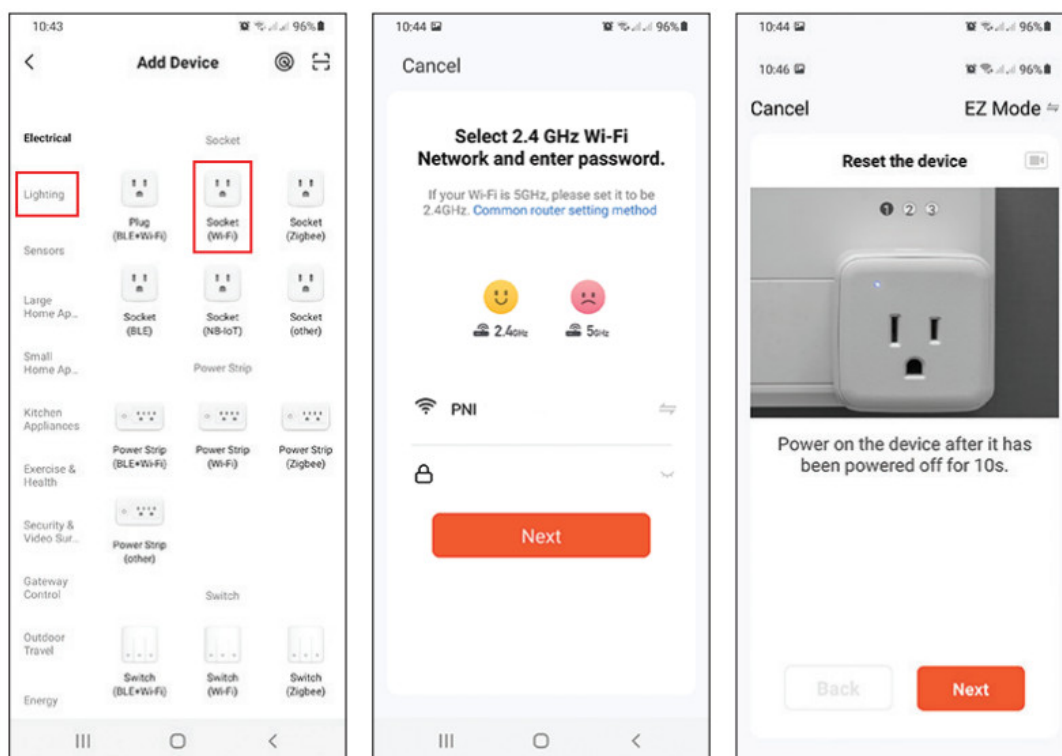 10:43
96%
Add Device
Electrical
Socket
Lighting
Plug
(BLE+Wi-Fi)
Socket
(Wi-Fi)
Socket
(Zigbee)
Sensors
Large
Home Ap...
Socket
(BLE)
Socket
(NB-IoT)
Socket
(other)
Small
Home Ap...
Power Strip
Kitchen
Appliances
Power Strip
(BLE+Wi-Fi)
Power Strip
(Wi-Fi)
Power Strip
(Zigbee)
Exercise &
Health
Security &
Video Sur...
Power Strip
(other)
Gateway
Control
Switch
Outdoor
Travel
Switch
(BLE+Wi-Fi)
Switch
(Wi-Fi)
Switch
(Zigbee)
Energy
10:44
96%
Cancel
Select 2.4 GHz Wi-Fi
Network and enter password.
If your Wi-Fi is 5GHz, please set it to be
2.4GHz. Common router setting method
2.4GHz
5GHz
PNI
Next
10:44
96%
10:46
96%
Cancel
EZ Mode
Reset the device
1 2 3
Power on the device after it has
been powered off for 10s.
Back
Next